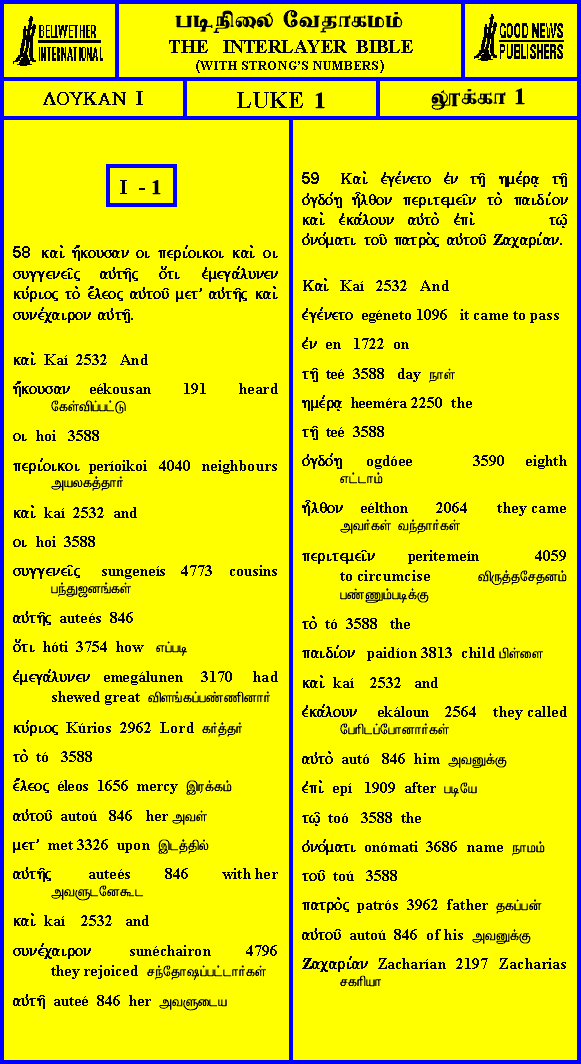 BELLWETHER
INTERNATIONAL
படிநிலை வேதாகமம்
THE INTERLAYER BIBLE
(WITH STRONG'S NUMBERS)
GOOD NEWS
PUBLISHERS
ΛΟΥΚΑΝ Ι
LUKE 1
லூக்கா 1
I - 1
58 καὶ ἤκουσαν οι περίοικοι καὶ οι
συγγενεῖς αὐτῆς ὅτι ἐμεγάλυνεν
κύριος τὸ ἔλεος αὐτοῦ μετ' αὐτῆς καὶ
συνέχαιρον αὐτῇ.
καὶ Kaí 2532 And
ἤκουσαν eékousan 191 heard
கேள்விப்பட்டு
οι hoi 3588
περίοικοι períoikoi 4040 neighbours
அயலகத்தார்
καὶ kaí 2532 and
οι hoi 3588
συγγενεῖς sungeneís 4773 cousins
பந்துஜனங்கள்
αὐτῆς auteés 846
ὅτι hóti 3754 how எப்படி
ἐμεγάλυνεν emegálunen 3170 had
shewed great விளங்கப்பண்ணினார்
κύριος Kúrios 2962 Lord கர்த்தர்
τὸ tó 3588
ἔλεος éleos 1656 mercy இரக்கம்
αὐτοῦ autoú 846 her அவள்
μετ' met 3326 upon இடத்தில்
αὐτῆς auteés 846 with her
அவளுடனேகூட
καὶ kaí 2532 and
συνέχαιρον sunéchairon 4796
they rejoiced சந்தோஷப்பட்டார்கள்
αὐτῇ auteé 846 her அவளுடைய
59 Καὶ ἐγένετο ἐν τῇ ημέρᾳ τῇ
ὀγδόῃ ἦλθον περιτεμεῖν τὸ παιδίον
καὶ ἐκάλουν αὐτὸ ἐπὶ τῷ
ὀνόματι τοῦ πατρὸς αὐτοῦ Ζαχαρίαν.
Καὶ Kaí 2532 And
ἐγένετο egéneto 1096 it came to pass
ἐν en 1722 on
τῇ teé 3588 day நாள்
ημέρᾳ heeméra 2250 the
τῇ teé 3588
ὀγδόῃ ogdóee 3590 eighth
எட்டாம்
ἦλθον eélthon 2064 they came
அவர்கள் வந்தார்கள்
περιτεμεῖν peritemeín 4059
to circumcise விருத்தசேதனம்
பண்ணும்படிக்கு
τὸ tó 3588 the
παιδίον paidíon 3813 child பிள்ளை
καὶ kaí 2532 and
ἐκάλουν ekáloun 2564 they called
பேரிடப்போனார்கள்
αὐτὸ autó 846 him அவனுக்கு
ἐπὶ epí 1909 after படியே
τῷ toó 3588 the
ὀνόματι onómati 3686 name நாமம்
τοῦ toú 3588
πατρὸς patrós 3962 father தகப்பன்
αὐτοῦ autoú 846 of his அவனுக்கு
Ζαχαρίαν Zacharían 2197 Zacharias
சகரியா